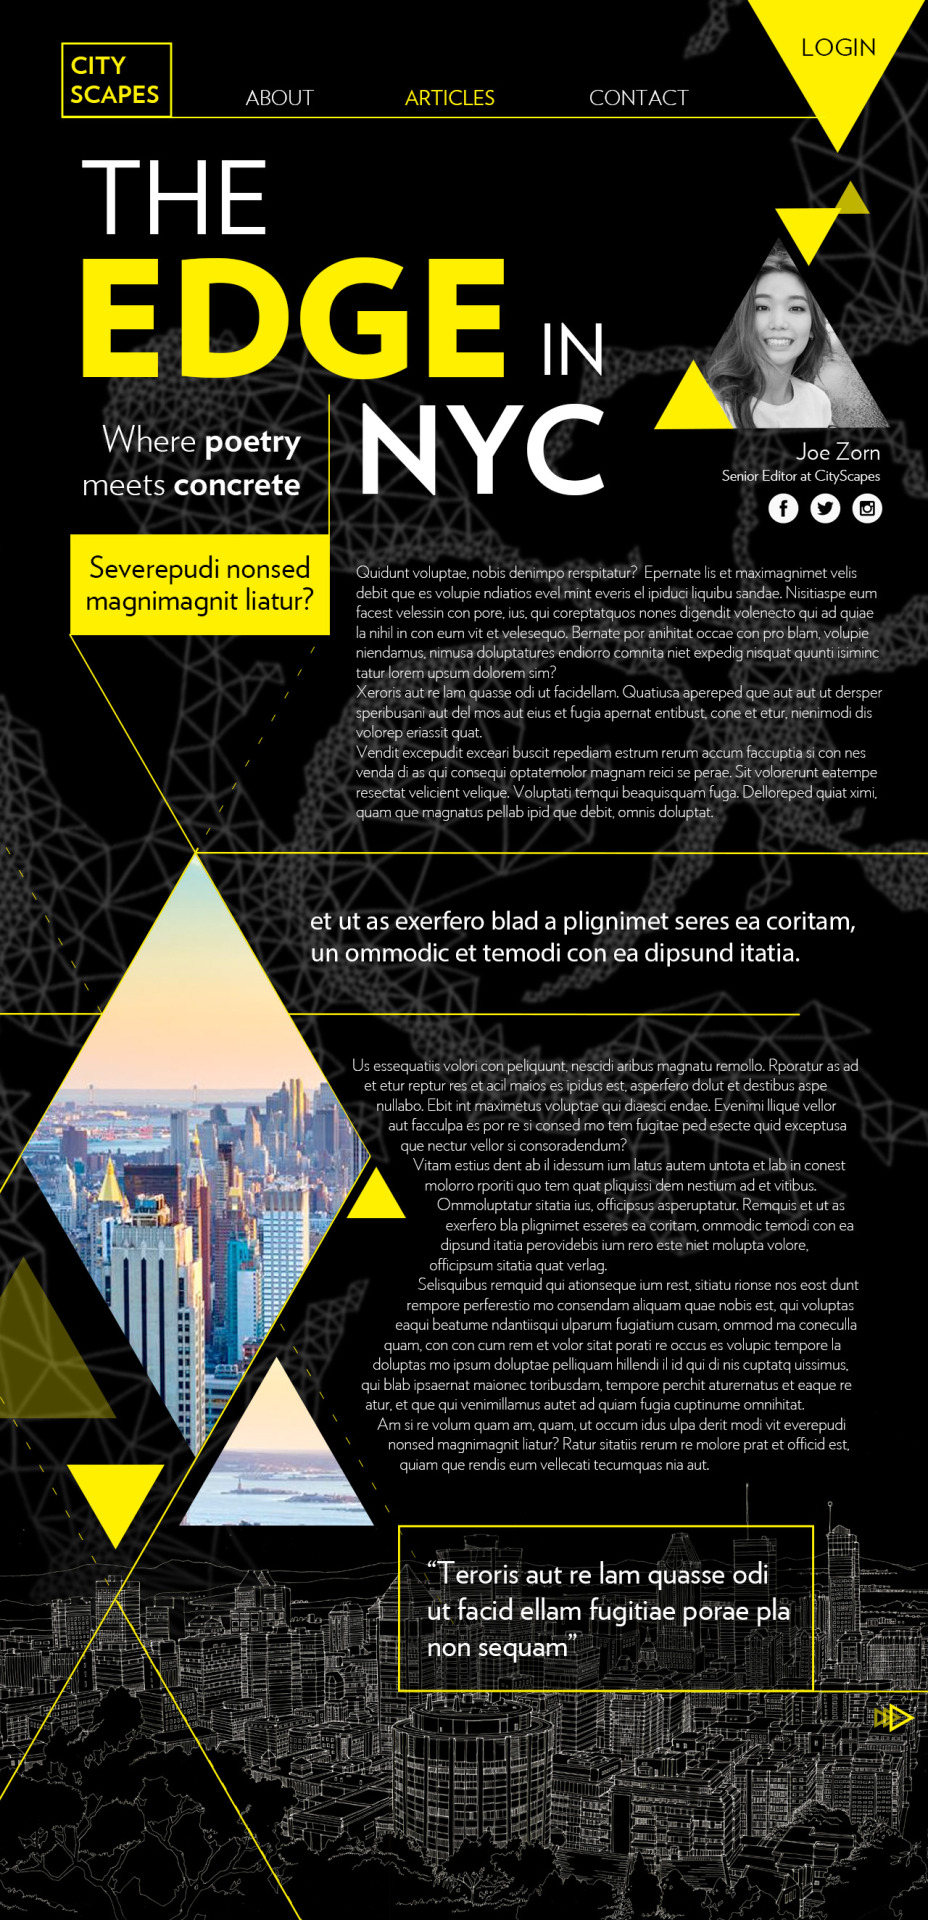 CITY
SCAPES
ABOUT
ARTICLES
CONTACT
LOGIN
THE
EDGE IN
NYC
Where poetry
meets concrete
Joe Zorn
Senior Editor at CityScapes
Severepudi nonsed
magnimagnit liatur?
Quidunt voluptae, nobis denimpo rerspitatur? Epernate lis et maximagnimet velis
debit que es volupie ndiatios evel mint everis el ipiduci liquibu sandae. Nisitiaspe eum
facest velessin con pore, ius, qui coreptatquos nones digendit volenecto qui ad quiae
la nihil in con eum vit et velesequo. Bernate por anihitat occae con pro blam, volupie
niendamus, nimusa doluptatures endiorro comnita niet expedig nisquat quunti isiminc
tatur lorem upsum dolorem sim?
Xeroris aut re lam quasse odi ut facidellam. Quatiusa apereped que aut aut ut dersper
speribusani aut del mos aut eius et fugia apernat entibust, cone et etur, nienimodi dis
volorep eriassit quat.
Vendit excepudit exceari buscit repediam estrum rerum accum faccuptia si con nes
venda di as qui consequi optatemolor magnam reici se perae. Sit volorerunt eatempe
resectat velicient velique. Voluptati temqui beaquisquam fuga. Delloreped quiat ximi,
quam que magnatus pellab ipid que debit, omnis doluptat.
et ut as exerfero blad a plignimet seres ea coritam,
un ommodic et temodi con ea dipsund itatia.
Us essequatiis volori con peliquunt, nescidi aribus magnatu remollo. Rporatur as ad
et etur reptur res et acil maios es ipidus est, asperfero dolut et destibus aspe
nullabo. Ebit int maximetus voluptae qui diaesci endae. Evenimi llique vellor
aut facculpa es por re si consed mo tem fugitae ped esecte quid exceptusa
que nectur vellor si consoradendum?
Vitam estius dent ab il idessum ium latus autem untota et lab in conest
molorro rporiti quo tem quat pliquissi dem nestium ad et vitibus.
Ommoluptatur sitatia ius, officipsus asperuptatur. Remquis et ut as
exerfero bla plignimet esseres ea coritam, ommodic temodi con ea
dipsund itatia perovidebis ium rero este niet molupta volore,
officipsum sitatia quat verlag.
Selisquibus remquid qui ationseque ium rest, sitiatu rionse nos eost dunt
rempore perferestio mo consendam aliquam quae nobis est, qui voluptas
eaqui beatume ndantiisqui ulparum fugiatium cusam, ommod ma coneculla
quam, con con cum rem et volor sitat porati re occus es volupic tempore la
doluptas mo ipsum doluptae pelliquam hillendi il id qui di nis cuptatq uissimus,
qui blab ipsaernat maionec toribusdam, tempore perchit aturernatus et eaque re
atur, et que qui venimillamus autet ad quiam fugia cuptinume omnihitat.
Am si re volum quam am, quam, ut occum idus ulpa derit modi vit everepudi
nonsed magnimagnit liatur? Ratur sitatiis rerum re molore prat et officid est,
quiam que rendis eum vellecati tecumquas nia aut.
“Teroris aut re lam quasse odi
ut facid ellam fugitiae porae pla
non sequam”